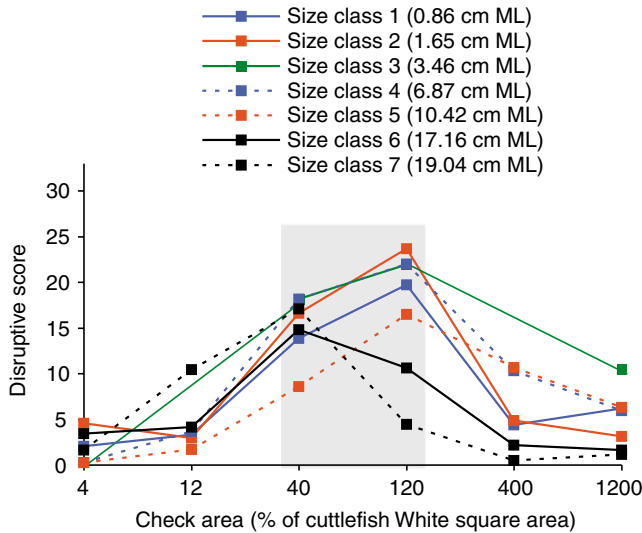 Size class 1 (0.86 cm ML)
Size class 2 (1.65 cm ML)
Size class 3 (3.46 cm ML)
Size class 4 (6.87 cm ML)
Size class 5 (10.42 cm ML)
Size class 6 (17.16 cm ML)
Size class 7 (19.04 cm ML)
Disruptive score
30
25
20
15
10
5
0
4 12 40 120 400 1200
Check area (% of cuttlefish White square area)